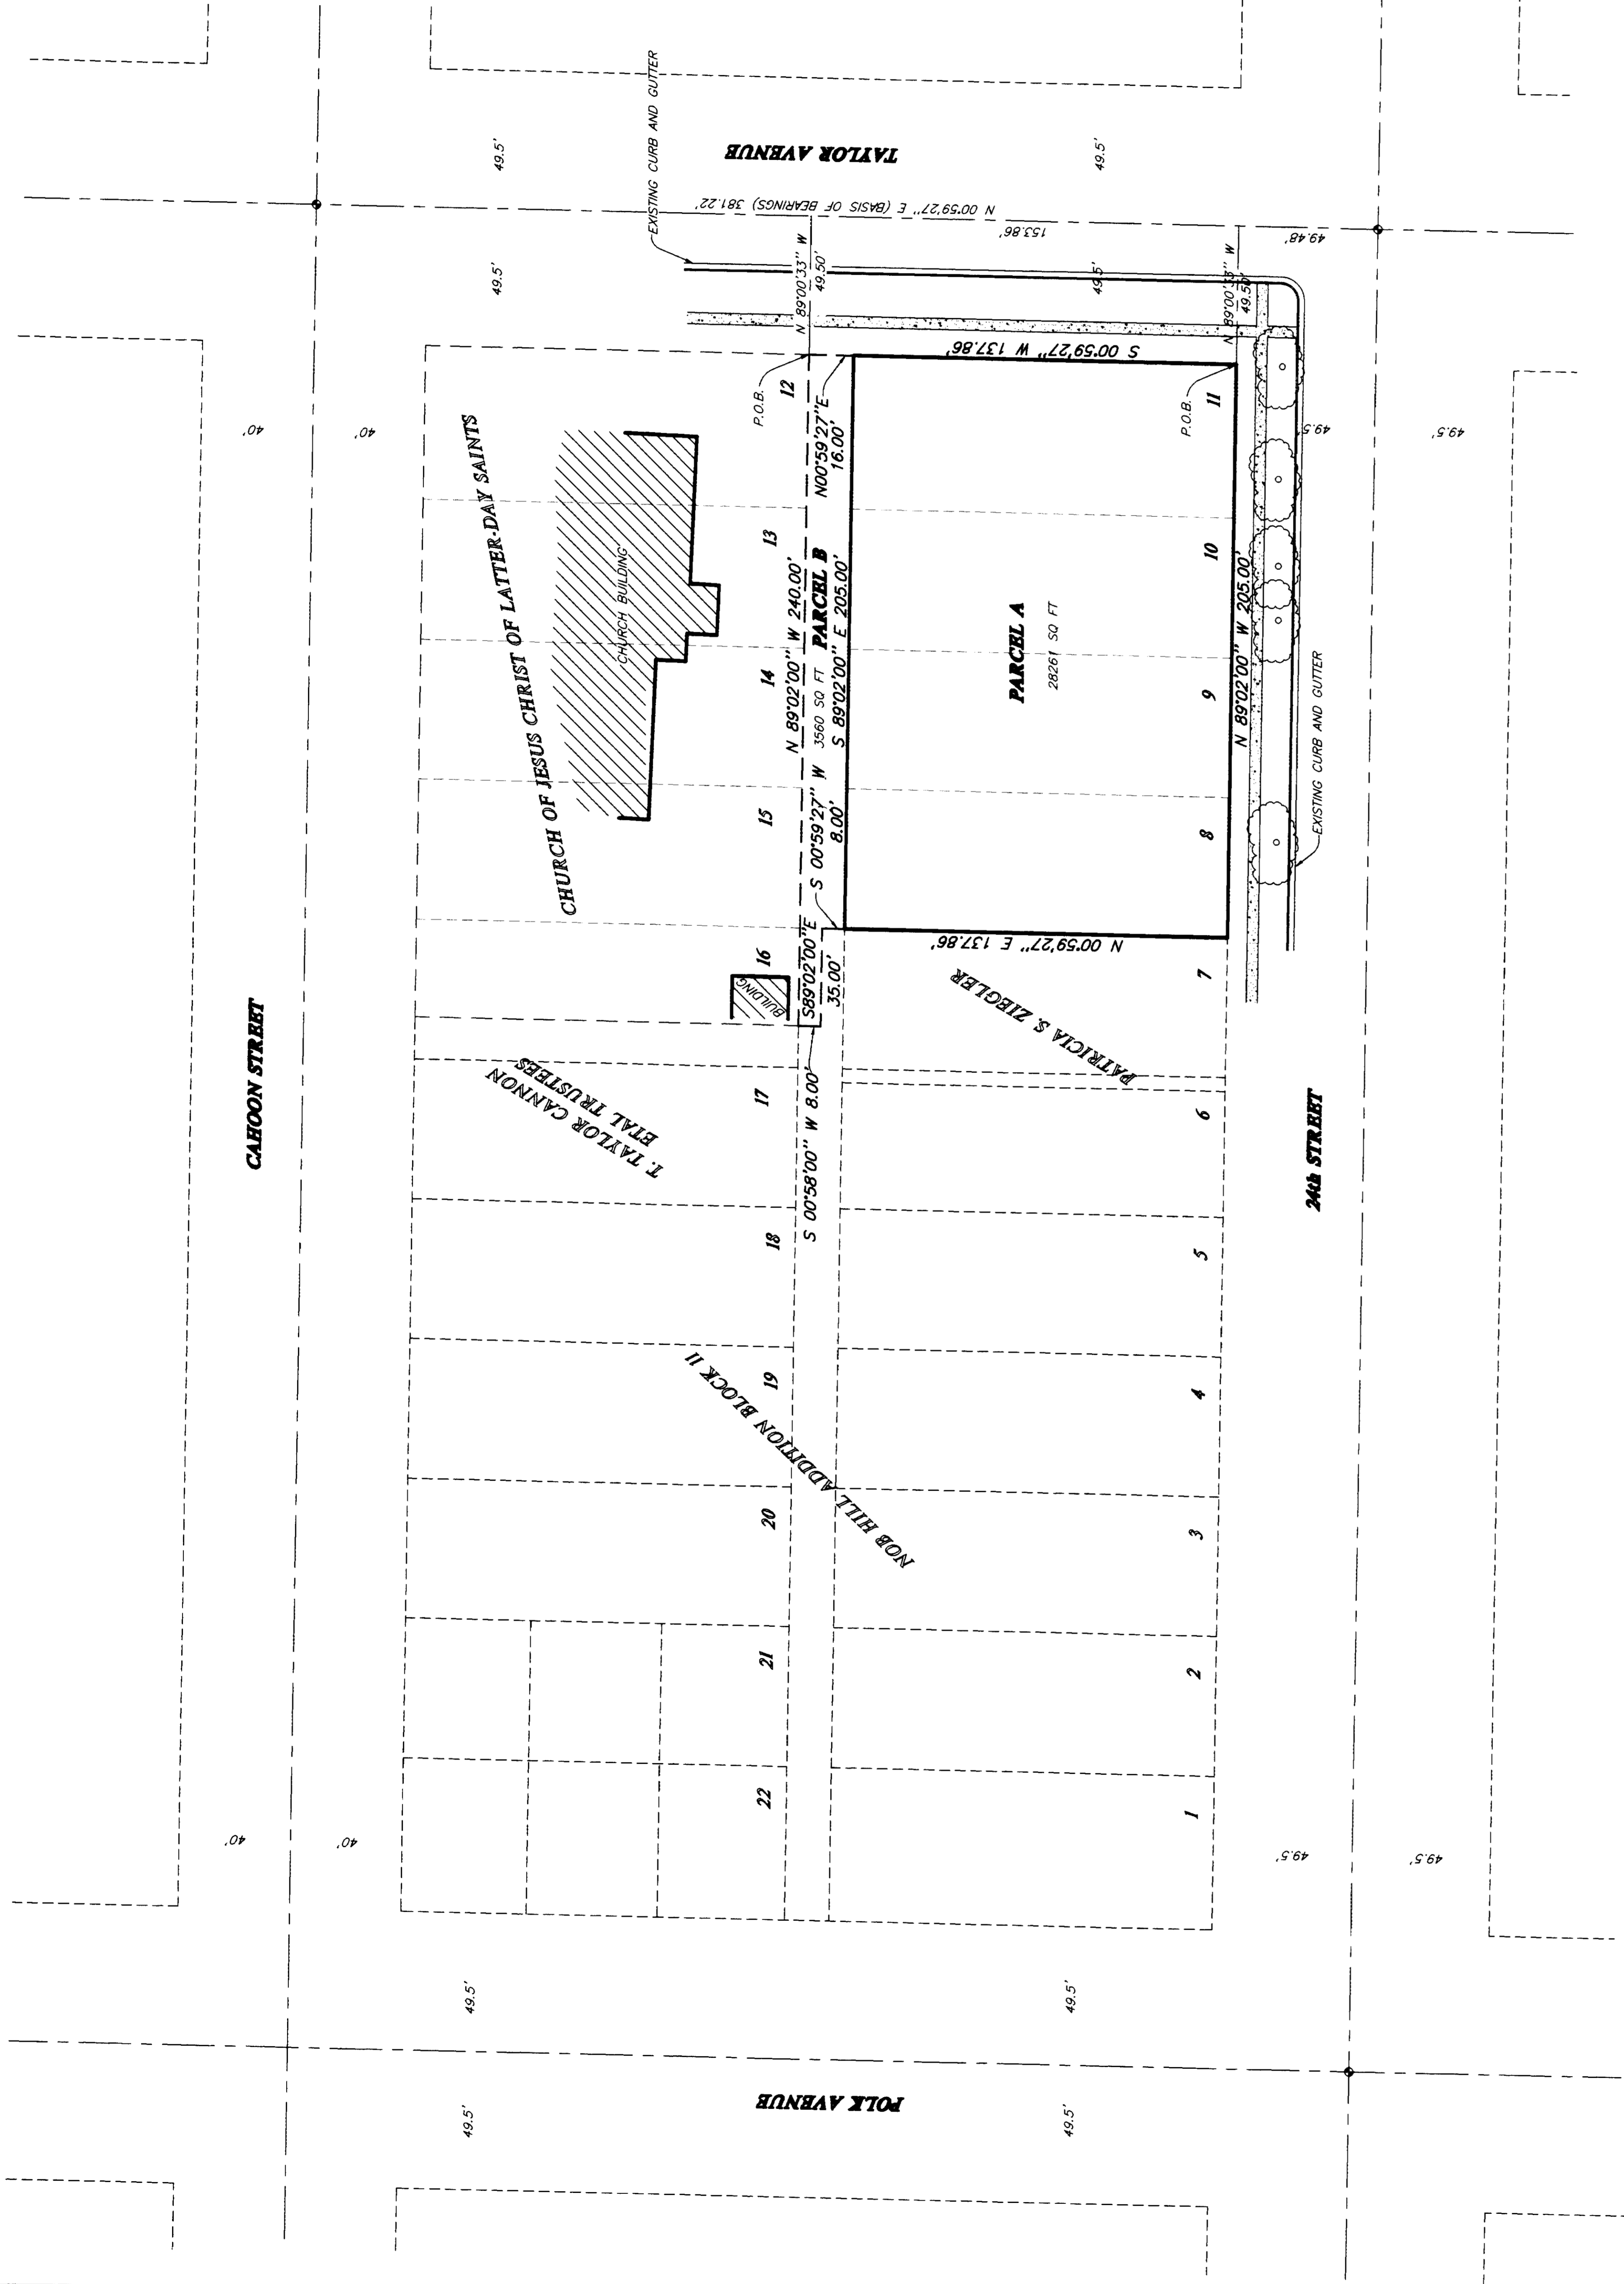 EXISTING CURB AND GUTTER
49.5'
TAYLOR AVENUE
49.5'
N 00°59'27" E (BASIS OF BEARINGS) 381.22'
153.86'
49.48'
49.5'
N 89°00'33" W
49.50'
49.5'
N 89°00'33" W
49.50'
S 00°59'27" W 137.86'
40'
40'
P.O.B.
12
N00°59'27"E
16.00'
P.O.B.
11
49.5'
49.5'
CHURCH OF JESUS CHRIST OF LATTER-DAY SAINTS
CHURCH BUILDING
13
N 89°02'00" W 240.00'
PARCEL B
3560 SQ FT
S 89°02'00" E 205.00'
10
N 89°02'00" W 205.00'
14
PARCEL A
28261 SQ FT
9
EXISTING CURB AND GUTTER
15
S 00°59'27" W
8.00'
8
16
BUILDING
S89°02'00"E
35.00'
N 00°59'27" E 137.86'
7
CAHOON STREET
T. TAYLOR CANNON
ETAL TRUSTEES
17
S 00°58'00" W 8.00'
PATRICIA S. ZIEGLER
6
24th STREET
18
5
19
NOB HILL ADDITION BLOCK 11
4
20
3
21
2
22
1
40'
40'
49.5'
49.5'
49.5'
49.5'
POLK AVENUE
49.5'
49.5'